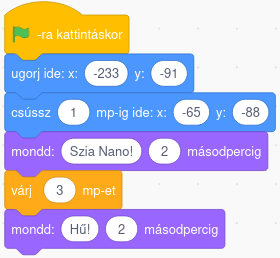 -ra kattintáskor
ugorj ide: x: -233 y: -91
csússz 1 mp-ig ide: x: -65 y: -88
mondd: Szia Nano! 2 másodpercig
várj 3 mp-et
mondd: Hű! 2 másodpercig